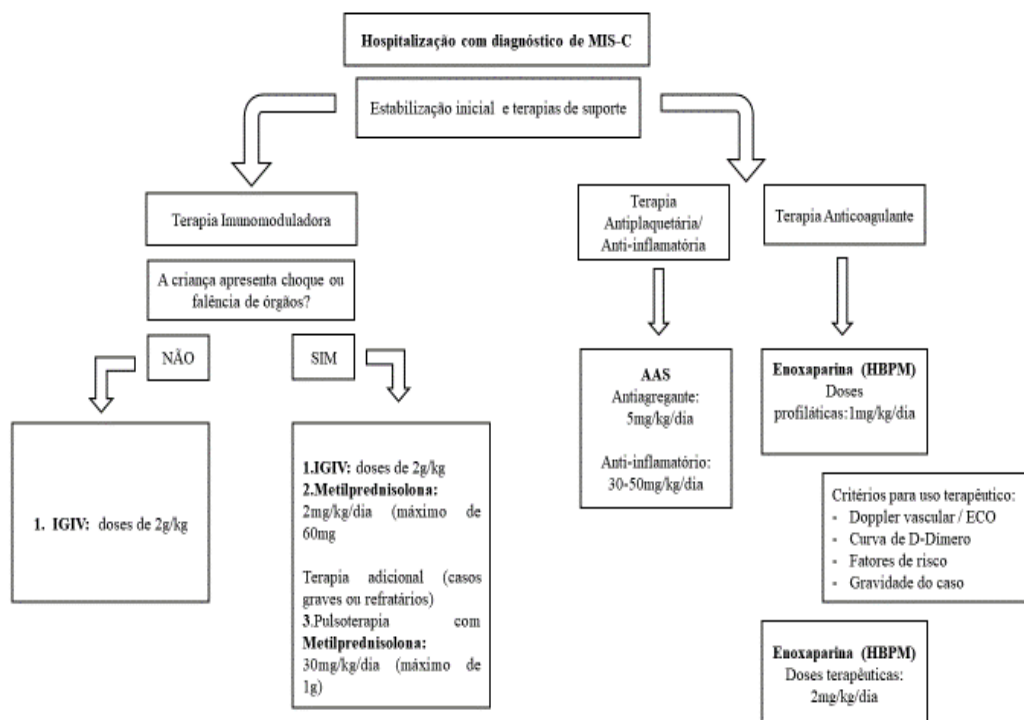 Hospitalização com diagnóstico de MIS-C
Estabilização inicial e terapias de suporte
Terapia Imunomoduladora
A criança apresenta choque ou
falência de órgãos?
NÃO
SIM
1. IGIV: doses de 2g/kg
1.IGIV: doses de 2g/kg
2.Metilprednisolona:
2mg/kg/dia (máximo de
60mg
Terapia adicional (casos
graves ou refratários)
3.Pulsoterapia com
Metilprednisolona:
30mg/kg/dia (máximo de
1g)
Terapia
Antiplaquetária/
Anti-inflamatória
AAS
Antiagregante:
5mg/kg/dia
Anti-inflamatório:
30-50mg/kg/dia
Terapia Anticoagulante
Enoxaparina (HBPM)
Doses
profiláticas:1mg/kg/dia
Critérios para uso terapêutico:
- Doppler vascular / ECO
- Curva de D-Dimero
- Fatores de risco
- Gravidade do caso
Enoxaparina (HBPM)
Doses terapêuticas:
2mg/kg/dia